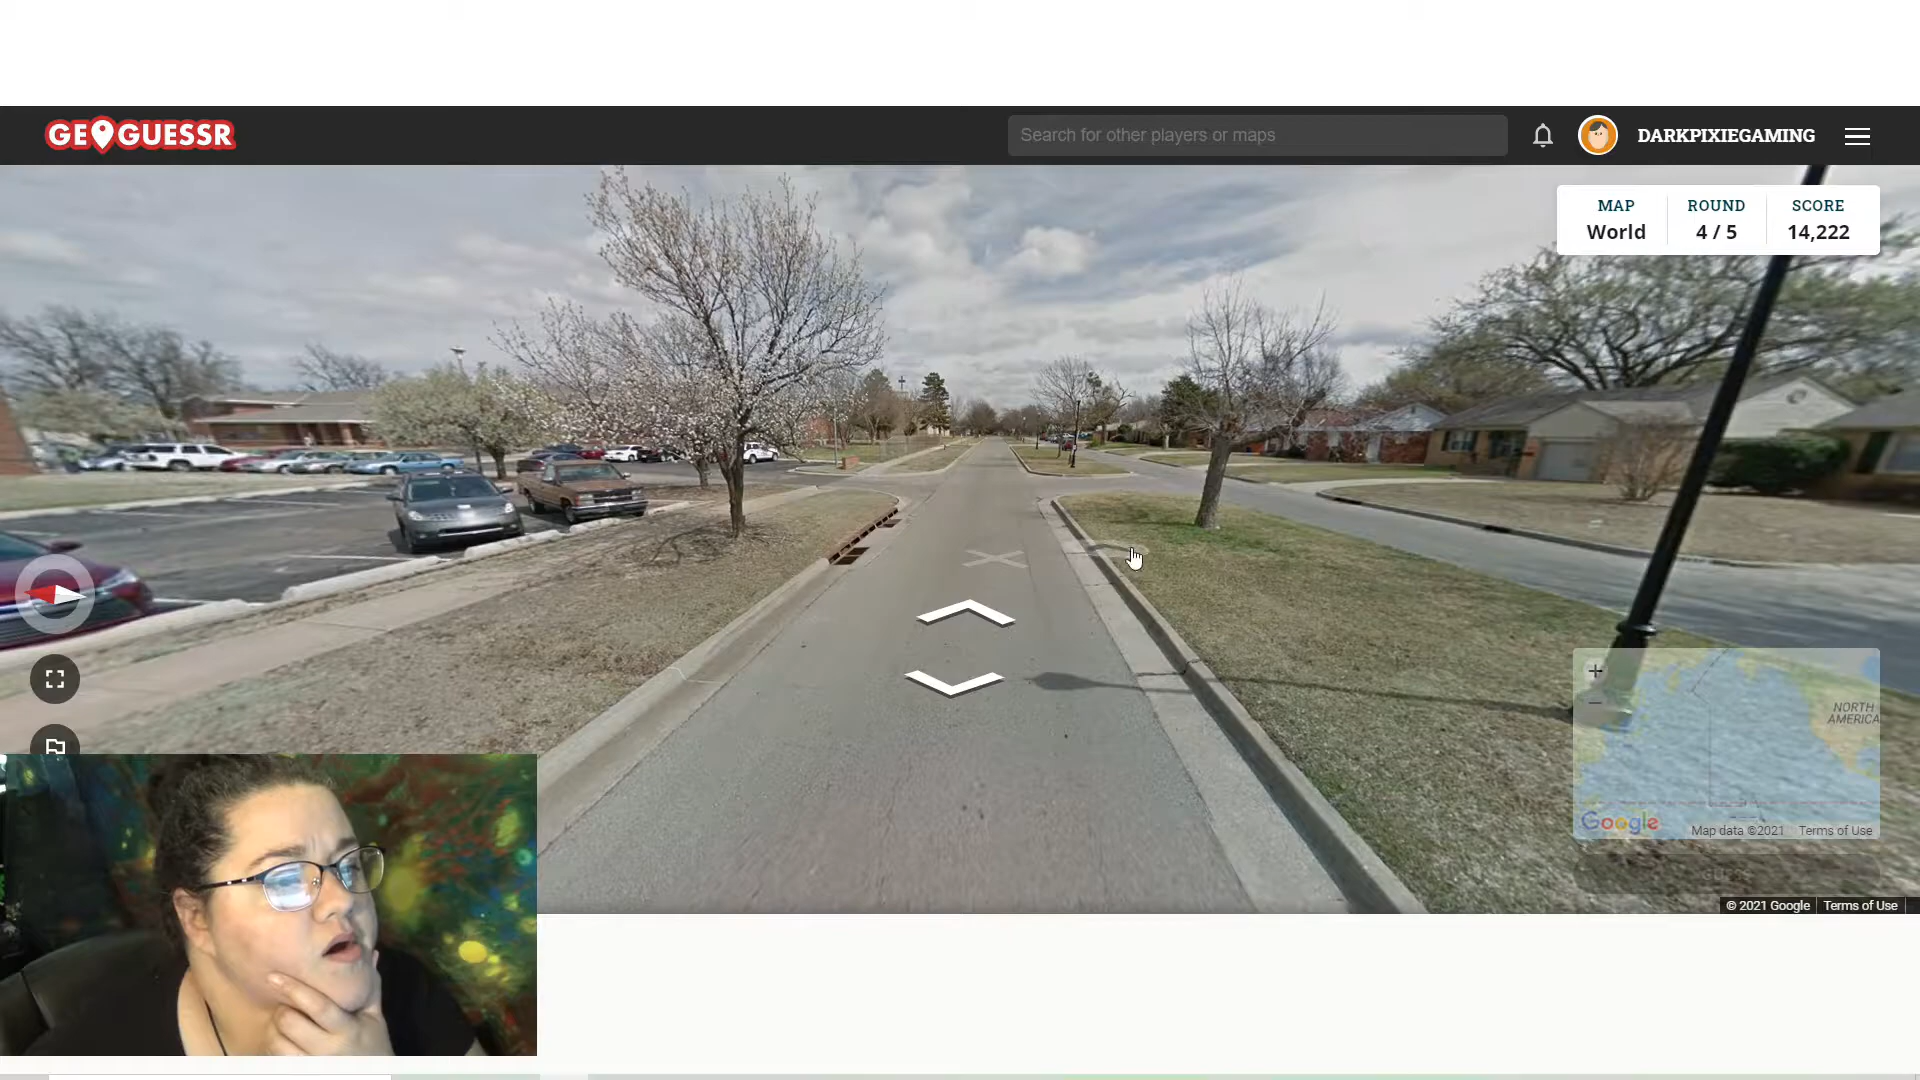 GEOGUESSR
Search for other players or maps
DARKPIXIEGAMING
MAP ROUND SCORE
World 4 / 5 14,222
NORTH
AMERICA
Google
Map data ©2021 Terms of Use
GUESS
© 2021 Google Terms of Use